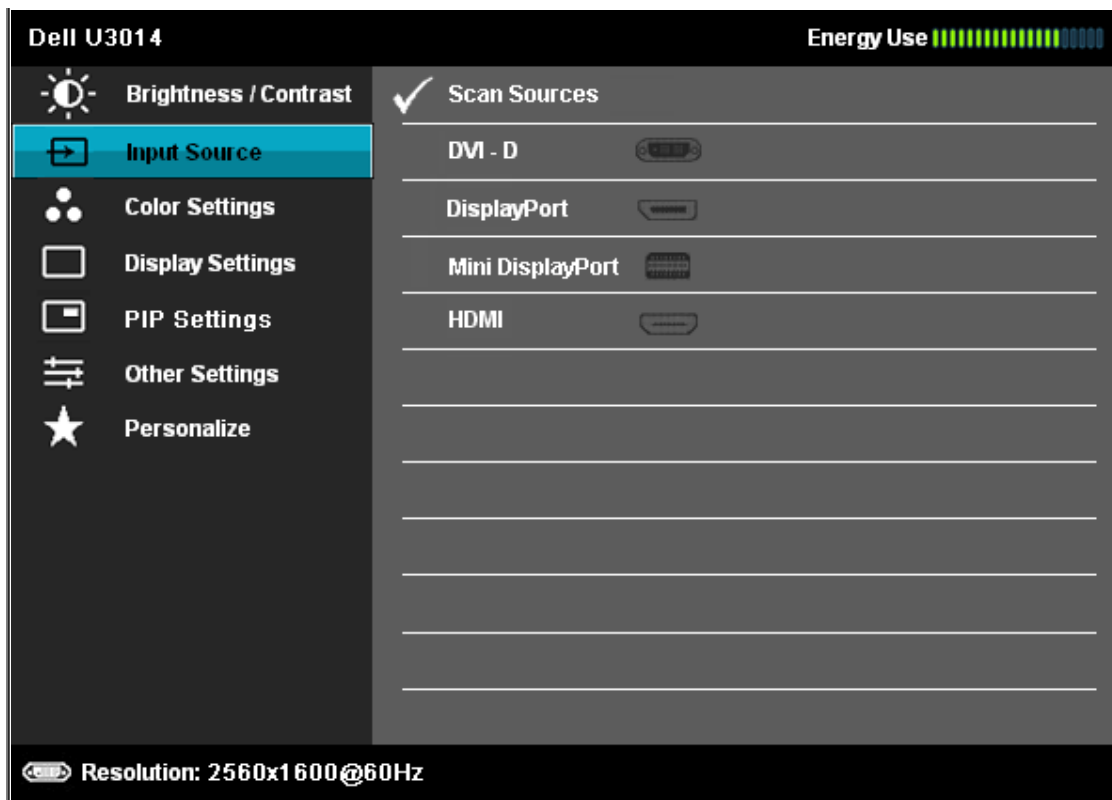 Dell U3014
Energy Use
Brightness / Contrast
Scan Sources
Input Source
DVI - D
Color Settings
DisplayPort
Display Settings
Mini DisplayPort
PIP Settings
HDMI
Other Settings
Personalize
Resolution: 2560x1600@60Hz